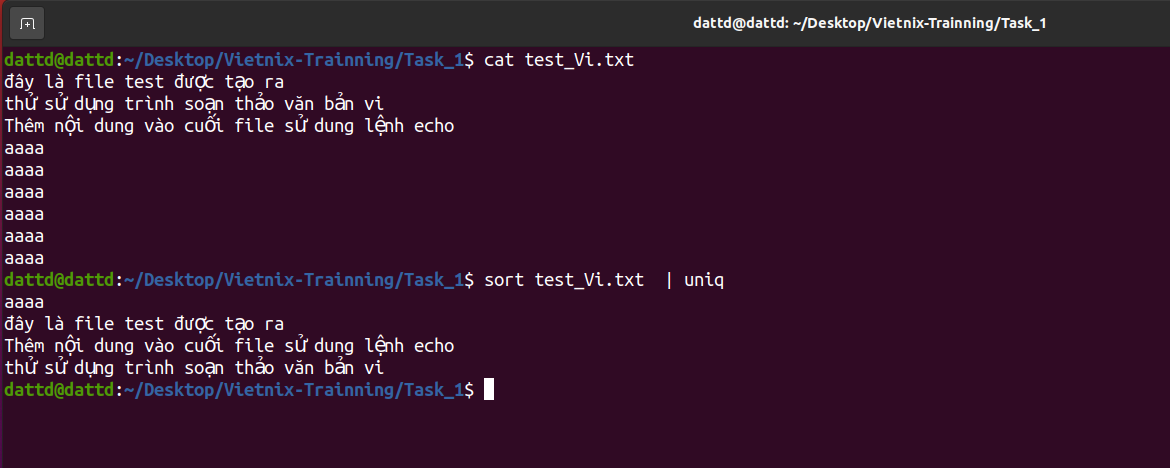 dattd@dattd: ~/Desktop/Vietnix-Trainning/Task_1
dattd@dattd:~/Desktop/Vietnix-Trainning/Task_1$ cat test_Vi.txt
đây là file test được tạo ra
thử sử dụng trình soạn thảo văn bản vi
Thêm nội dung vào cuối file sử dung lệnh echo
aaaa
aaaa
aaaa
aaaa
aaaa
aaaa
dattd@dattd:~/Desktop/Vietnix-Trainning/Task_1$ sort test_Vi.txt  | uniq
aaaa
đây là file test được tạo ra
Thêm nội dung vào cuối file sử dung lệnh echo
thử sử dụng trình soạn thảo văn bản vi
dattd@dattd:~/Desktop/Vietnix-Trainning/Task_1$